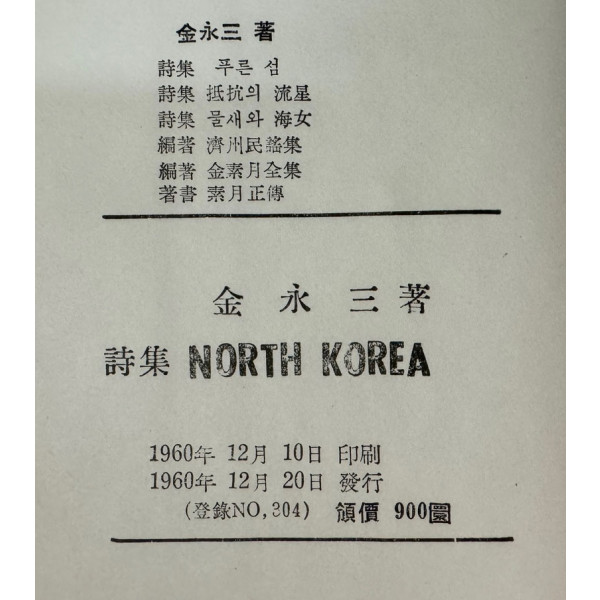 金永三 著
詩集 푸른 섬
詩集 抵抗의 流星
詩集 물새와 海女
編著 濟州民謠集
編著 金素月全集
著書 素月正傳
金永三著
詩集 NORTH KOREA
1960年 12月 10日 印刷
1960年 12月 20日 發行
(登錄NO,304) 領價 900圜